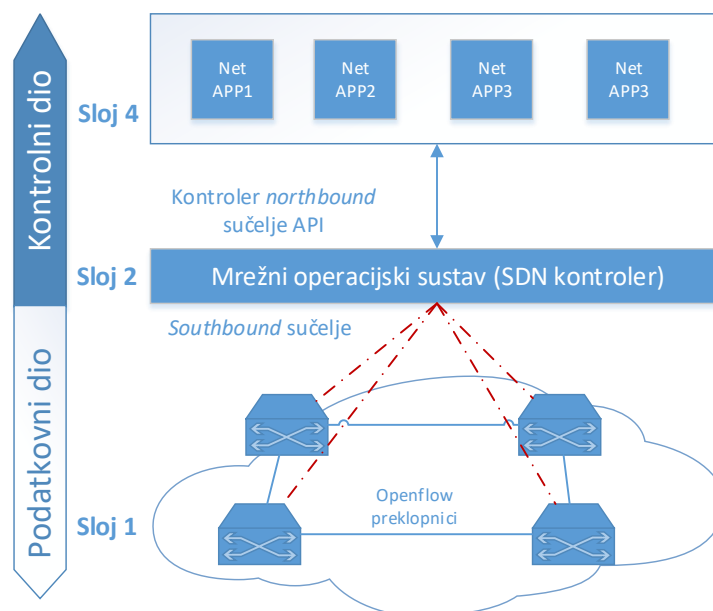 Kontrolni dio
Podatkovni dio
Net
APP1
Net
APP2
Net
APP3
Net
APP3
Sloj 4
Kontroler northbound
sučelje API
Sloj 2
Mrežni operacijski sustav (SDN kontroler)
Southbound sučelje
Openflow
preklopnici
Sloj 1